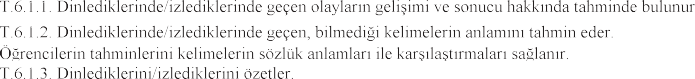 T.6.1.1. Dinlediklerinde/izlediklerinde geçen olayların gelişimi ve sonucu hakkında tahminde bulunur
T.6.1.2. Dinlediklerinde/izlediklerinde geçen, bilmediği kelimelerin anlamını tahmin eder.
Öğrencilerin tahminlerini kelimelerin sözlük anlamları ile karşılaştırmaları sağlanır.
T.6.1.3. Dinlediklerini/izlediklerini özetler.